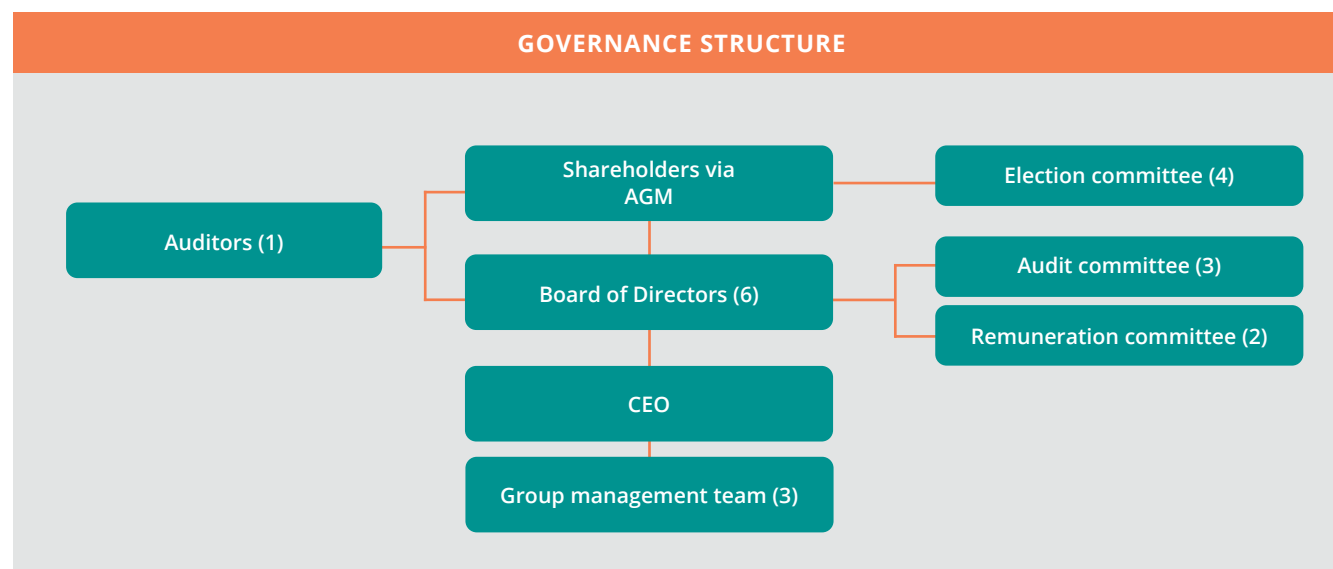 GOVERNANCE STRUCTURE
Shareholders via
AGM
Election committee (4)
Auditors (1)
Audit committee (3)
Board of Directors (6)
Remuneration committee (2)
CEO
Group management team (3)